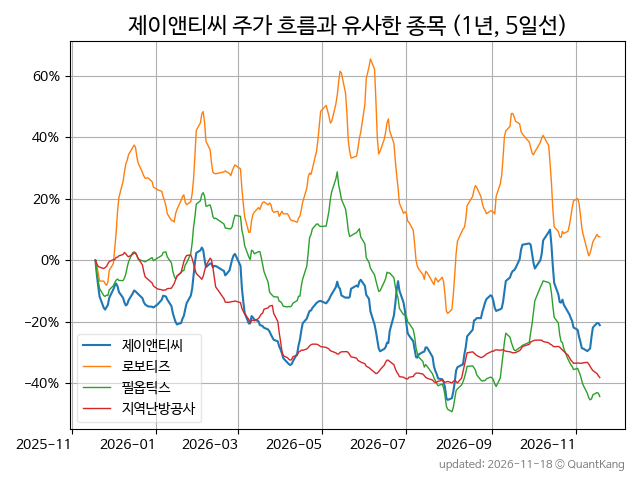 제이앤티씨 주가 흐름과 유사한 종목 (1년, 5일선)
60%
40%
20%
0%
−20%
−40%
제이앤티씨
로보티즈
필옵틱스
지역난방공사
2025-11 2026-01 2026-03 2026-05 2026-07 2026-09 2026-11
updated: 2026-11-18 © QuantKang